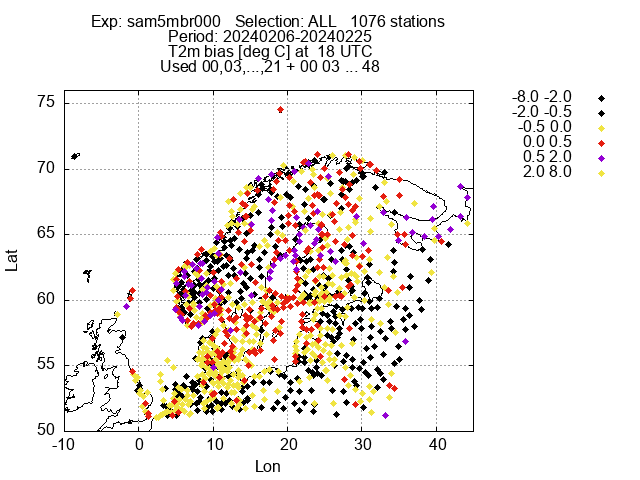 Exp: sam5mbr000 Selection: ALL 1076 stations
Period: 20240206-20240225
T2m bias [deg C] at 18 UTC
Used 00,03,...,21 + 00 03 ... 48
-8.0 -2.0
-2.0 -0.5
-0.5 0.0
0.0 0.5
0.5 2.0
2.0 8.0
75
70
65
60
55
50
Lat
-10 0 10 20 30 40
Lon